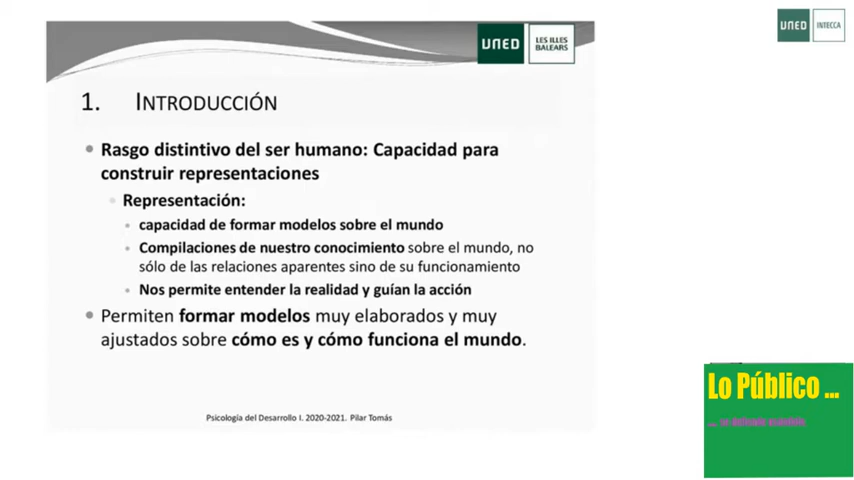 UNED
INTECCA
UNED
LES ILLES
BALEARS
1. INTRODUCCIÓN
Rasgo distintivo del ser humano: Capacidad para
construir representaciones
Representación:
capacidad de formar modelos sobre el mundo
Compilaciones de nuestro conocimiento sobre el mundo, no
sólo de las relaciones aparentes sino de su funcionamiento
Nos permite entender la realidad y guían la acción
Permiten formar modelos muy elaborados y muy
ajustados sobre cómo es y cómo funciona el mundo.
Psicología del Desarrollo I. 2020-2021. Pilar Tomás
Lo Público ...